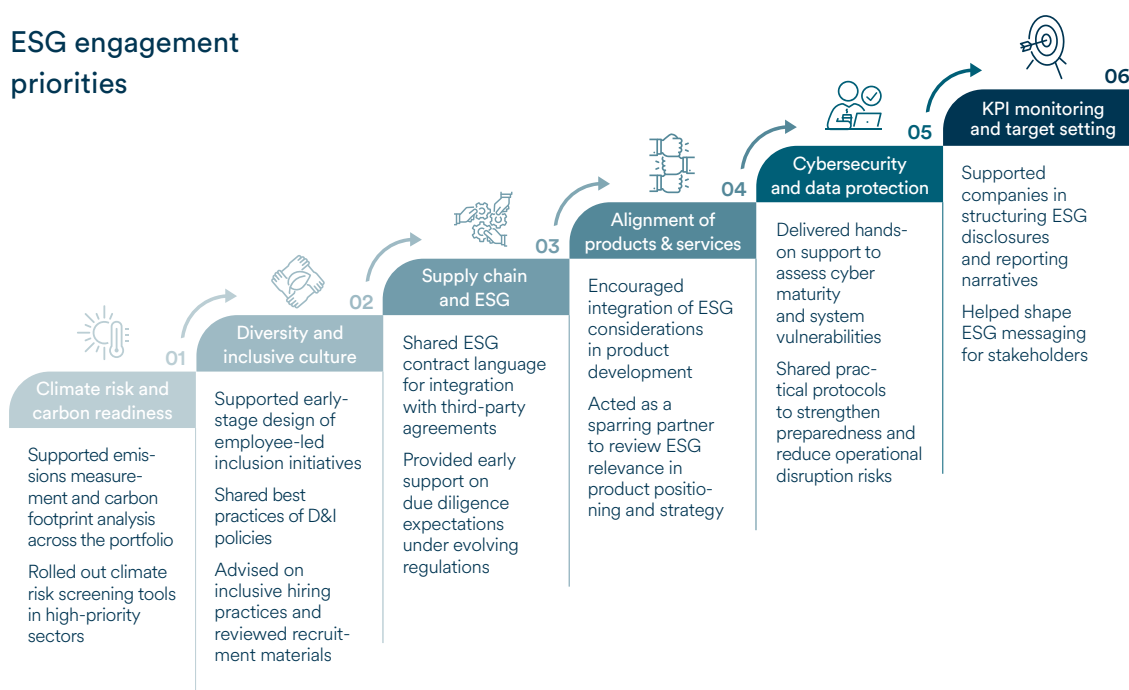 ESG engagement
priorities
01
Climate risk and
carbon readiness
Supported emis-
sions measure-
ment and carbon
footprint analysis
across the portfolio
Rolled out climate
risk screening tools
in high-priority
sectors
02
Diversity and
inclusive culture
Supported early-
stage design of
employee-led
inclusion initiatives
Shared best
practices of D&I
policies
Advised on
inclusive hiring
practices and
reviewed recruit-
ment materials
03
Supply chain
and ESG
Shared ESG
contract language
for integration
with third-party
agreements
Provided early
support on
due diligence
expectations
under evolving
regulations
04
Alignment of
products & services
Encouraged
integration of ESG
considerations
in product
development
Acted as a
sparring partner
to review ESG
relevance in
product positio-
ning and strategy
05
Cybersecurity
and data protection
Delivered hands-
on support to
assess cyber
maturity
and system
vulnerabilities
Shared prac-
tical protocols
to strengthen
preparedness and
reduce operational
disruption risks
06
KPI monitoring
and target setting
Supported
companies in
structuring ESG
disclosures
and reporting
narratives
Helped shape
ESG messaging
for stakeholders